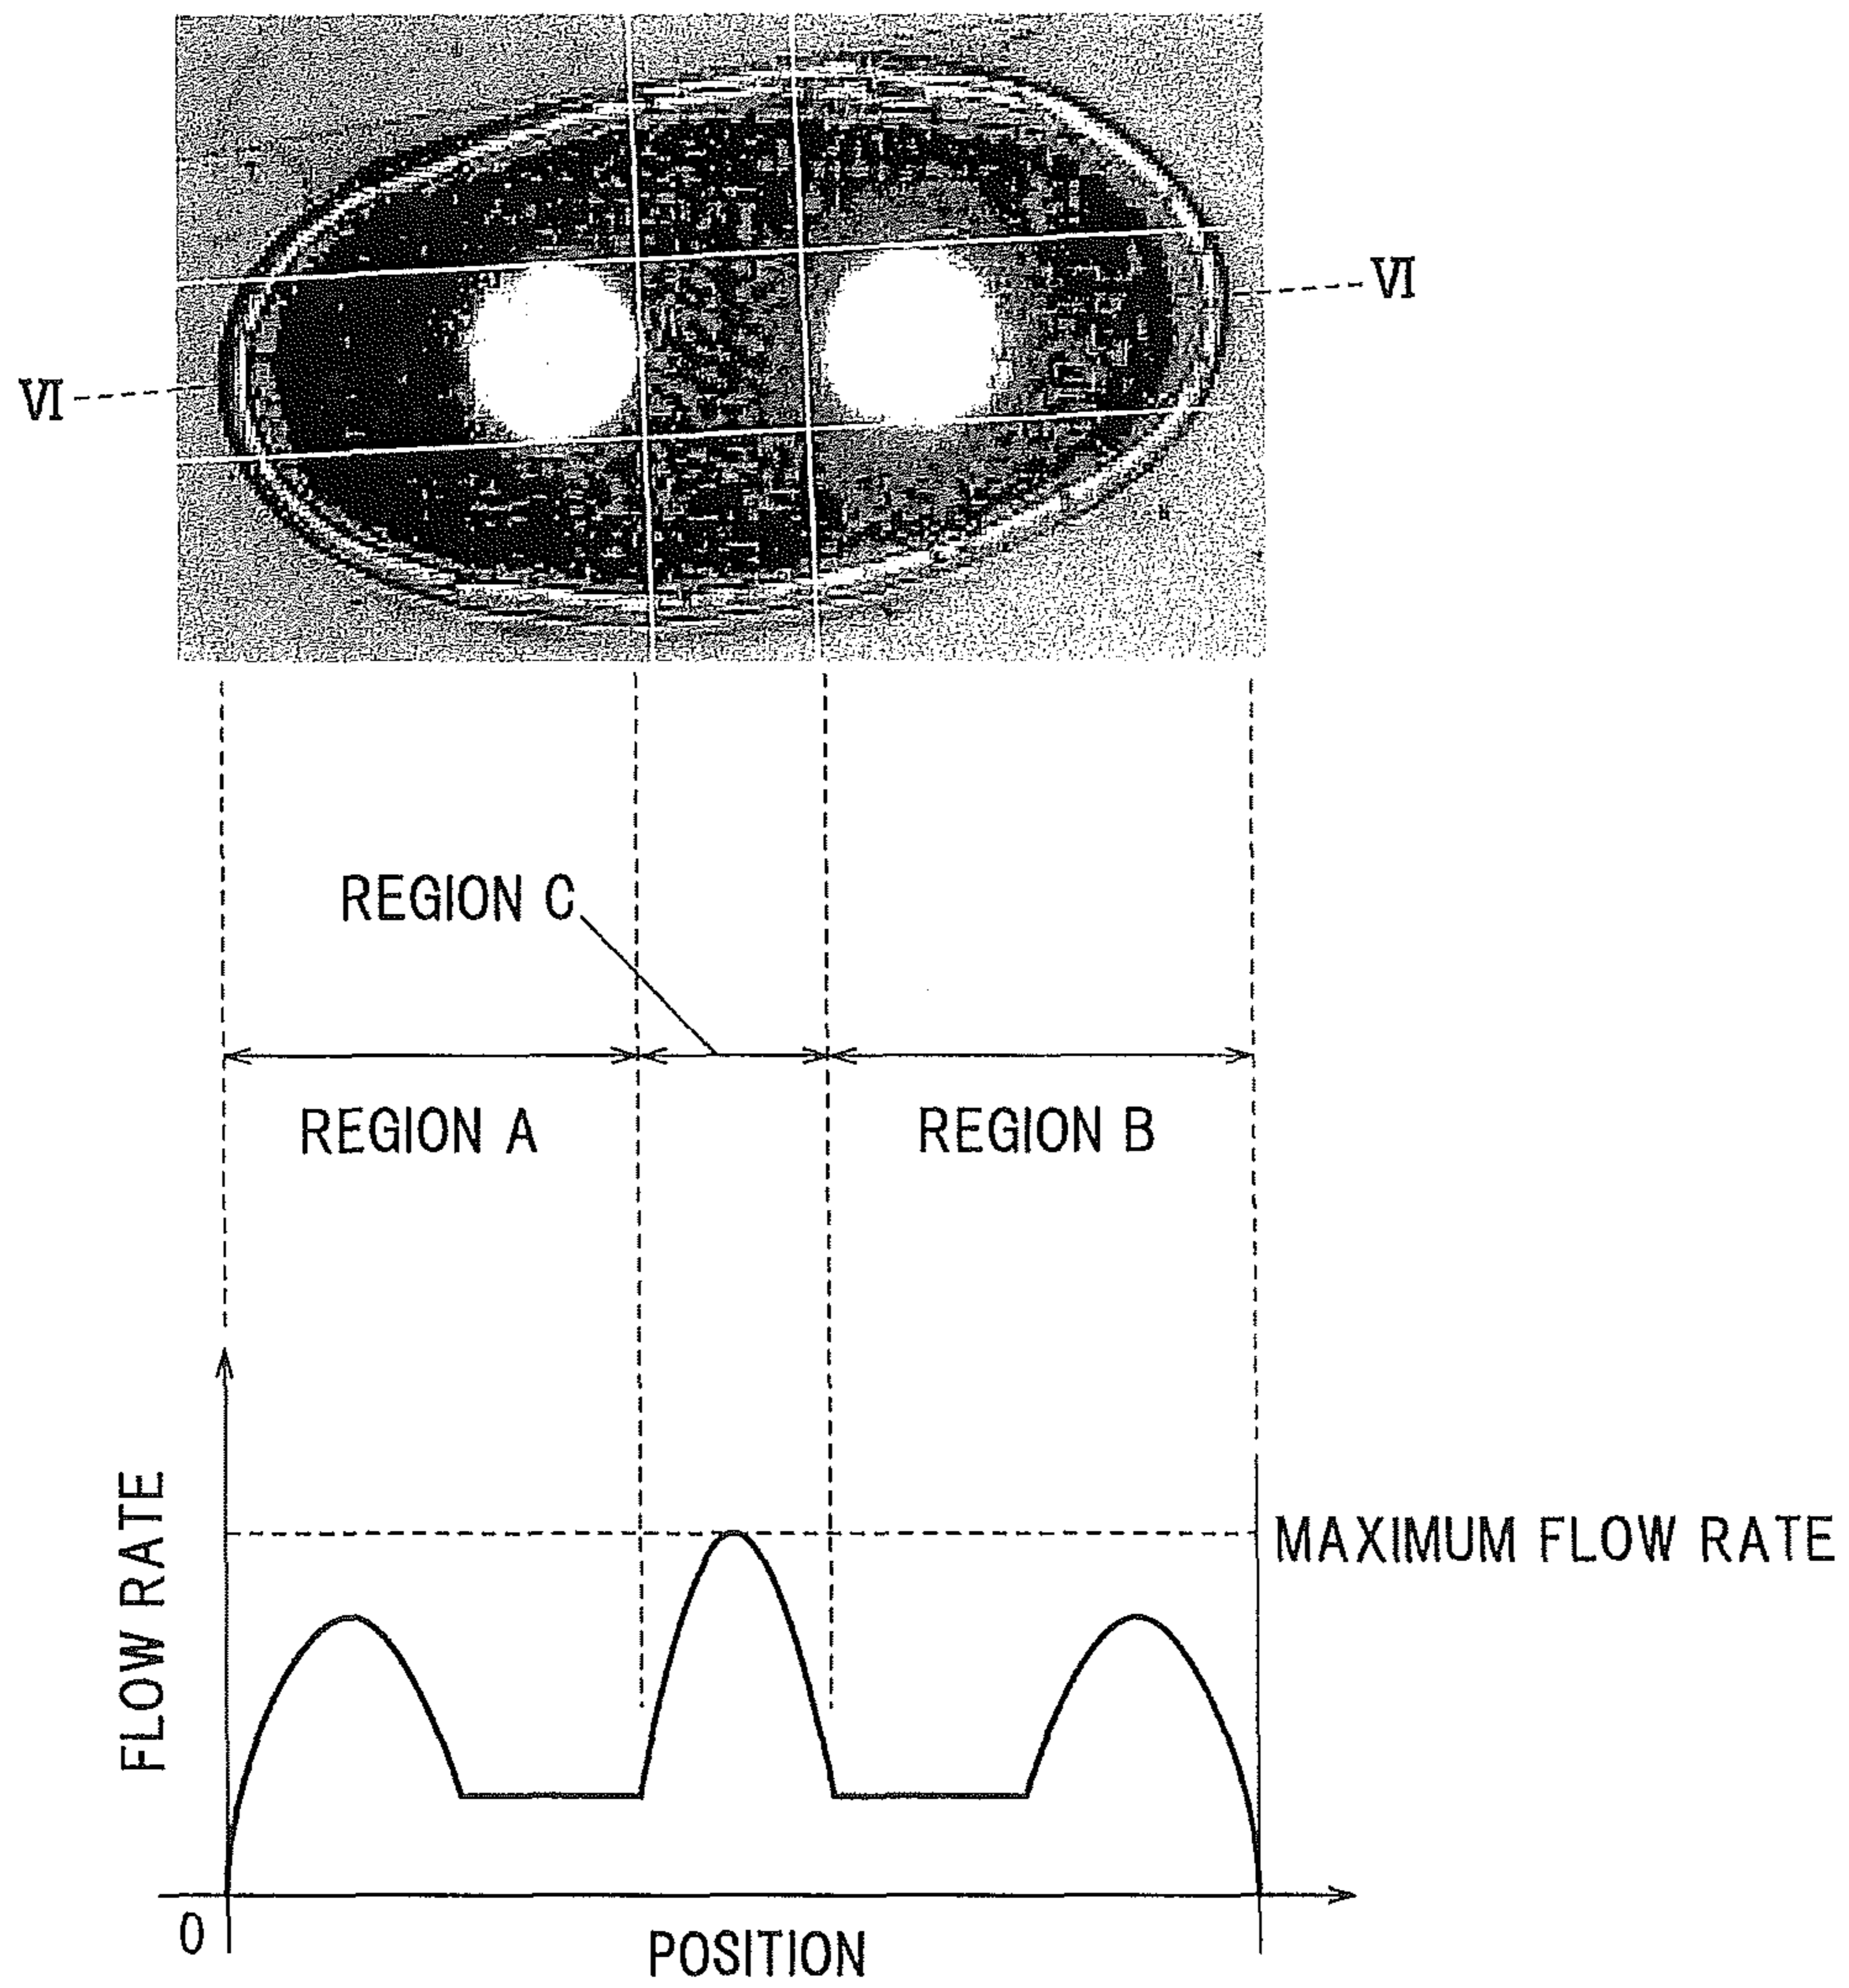 VI
VI
REGION C
REGION A
REGION B
FLOW RATE
MAXIMUM FLOW RATE
0
POSITION